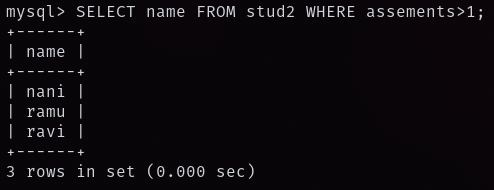 mysql> SELECT name FROM stud2 WHERE assements>1;
+------+
| name |
+------+
| nani |
| ramu |
| ravi |
+------+
3 rows in set (0.000 sec)